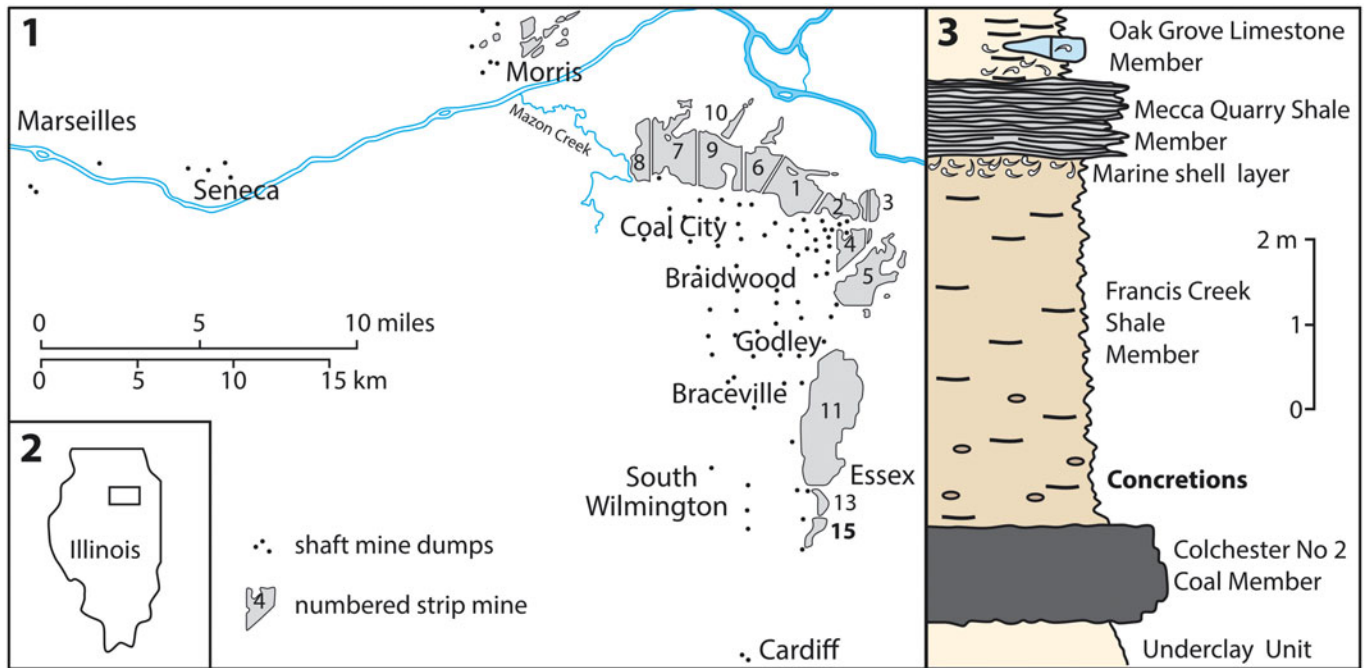 1
Morris
Marseilles
Mazon Creek
Seneca
10
8
7
9
6
1
2
3
Coal City
4
Braidwood
5
0 5 10 miles
0 5 10 15 km
Godley
Braceville
11
South
Wilmington
Essex
13
15
Cardiff
2
Illinois
shaft mine dumps
4
numbered strip mine
3
Oak Grove Limestone
Member
Mecca Quarry Shale
Member
Marine shell layer
2 m
1
0
Francis Creek
Shale
Member
Concretions
Colchester No 2
Coal Member
Underclay Unit